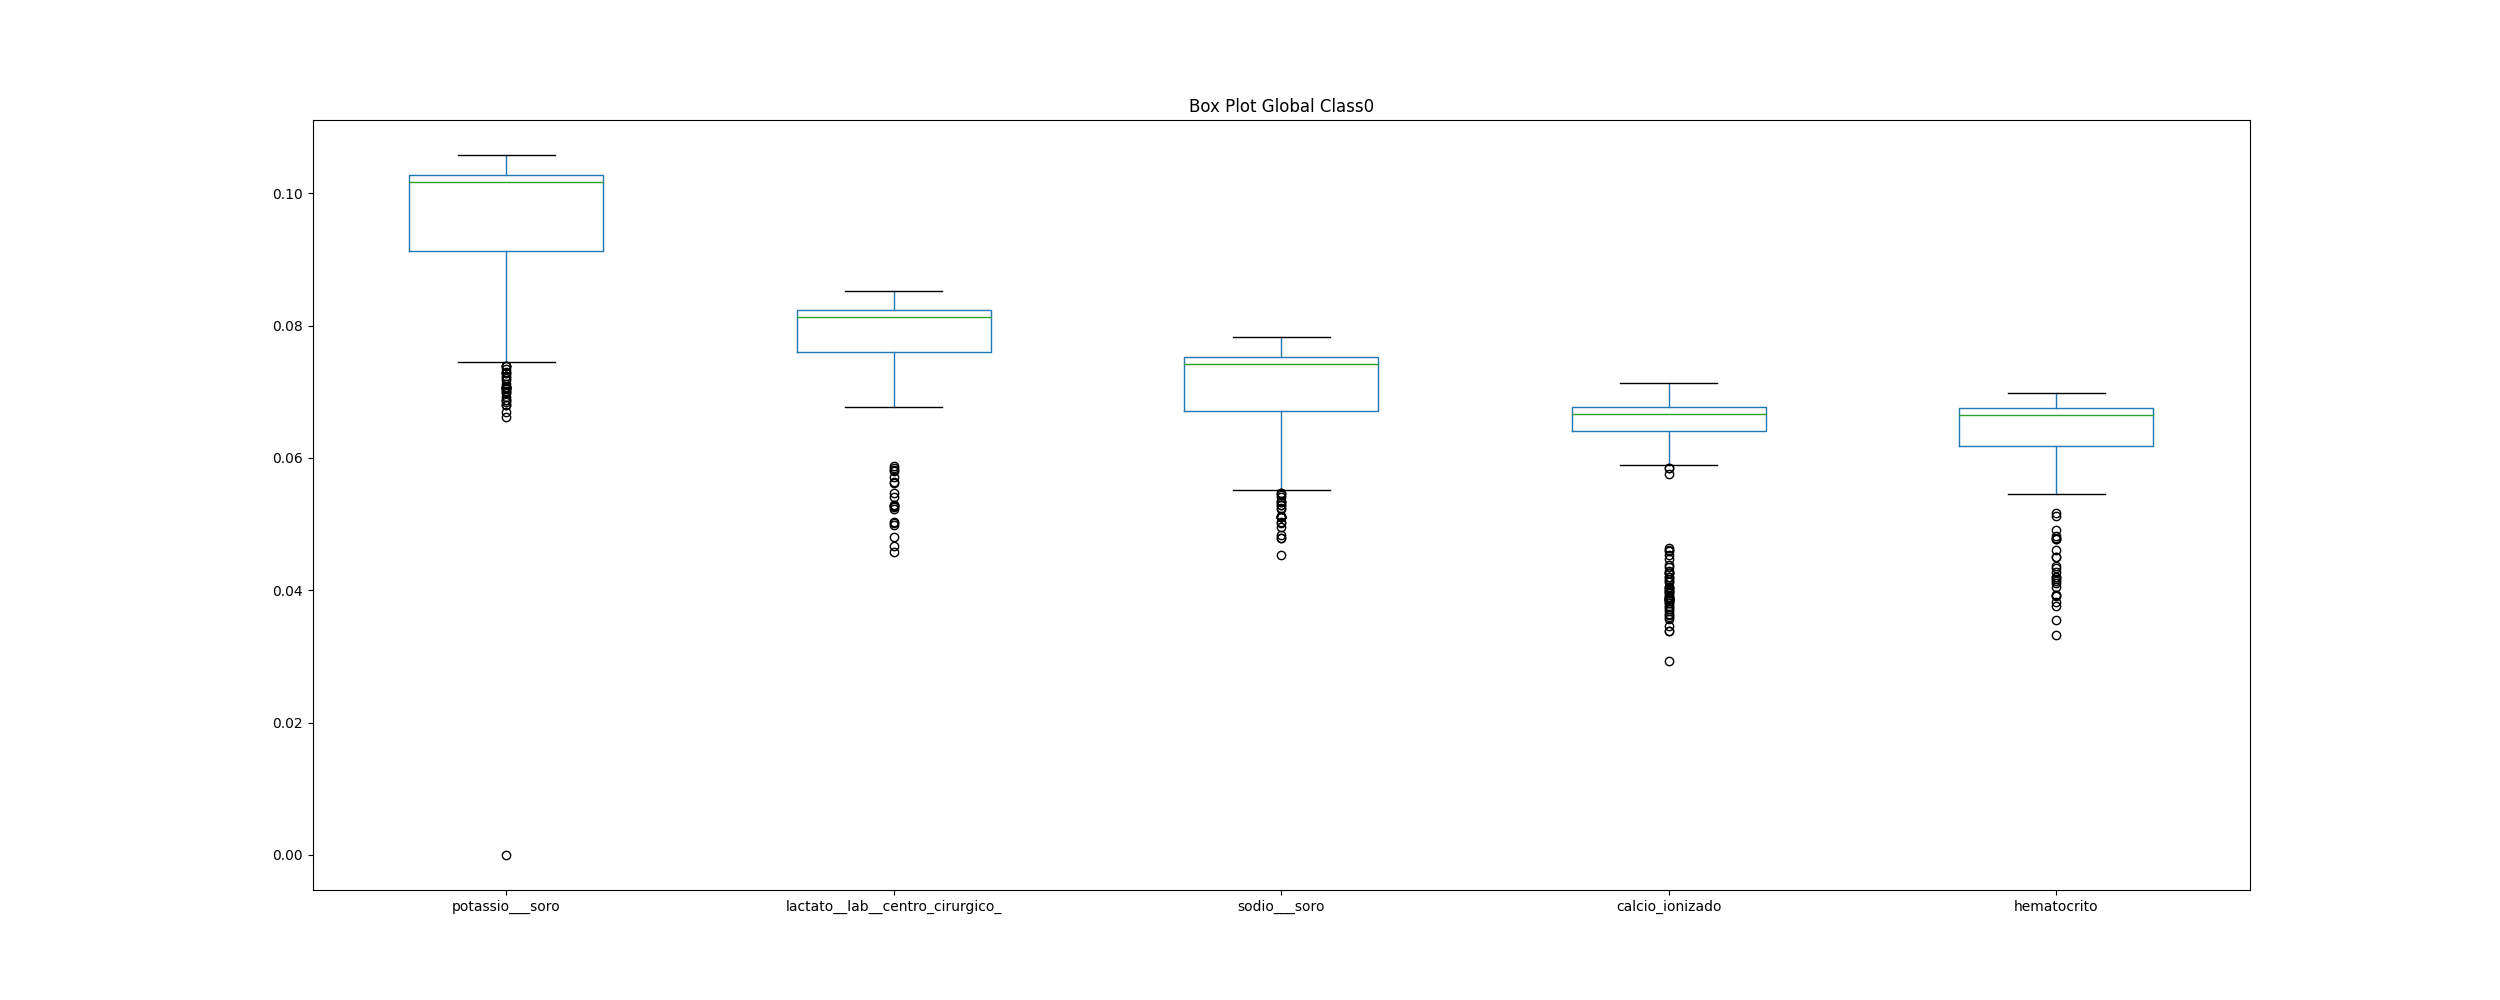 Box Plot Global Class0
0.10
0.08
0.06
0.04
0.02
0.00
potassio___soro
lactato__lab__centro_cirurgico_
sodio___soro
calcio_ionizado
hematocrito